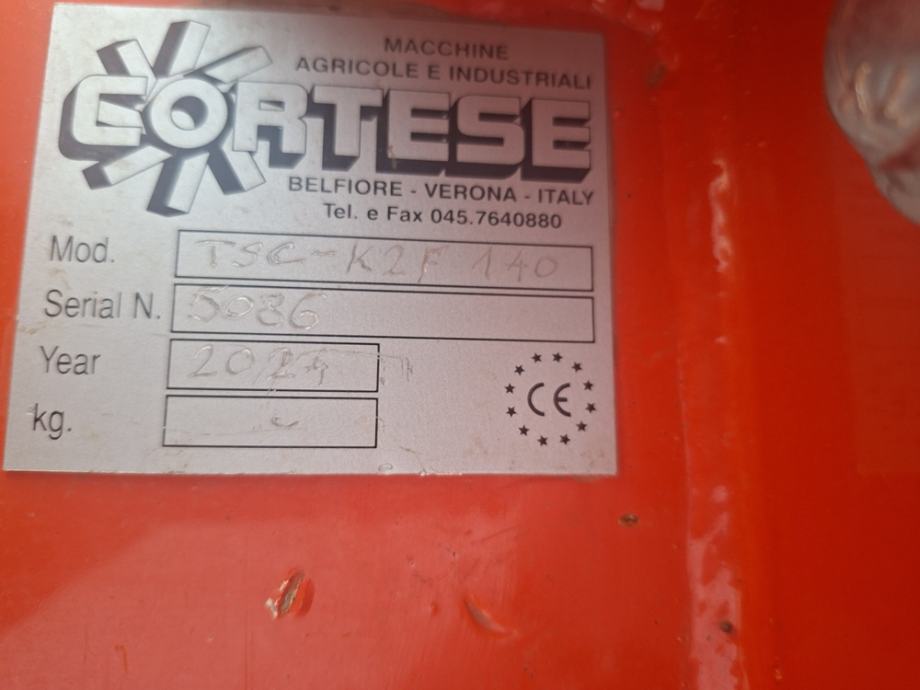 MACCHINE
AGRICOLE E INDUSTRIALI
CORTESE
BELFIORE - VERONA - ITALY
Tel. e Fax 045.7640880
Mod. TSC-K2F 140
Serial N. 5086
Year
kg. -
CE